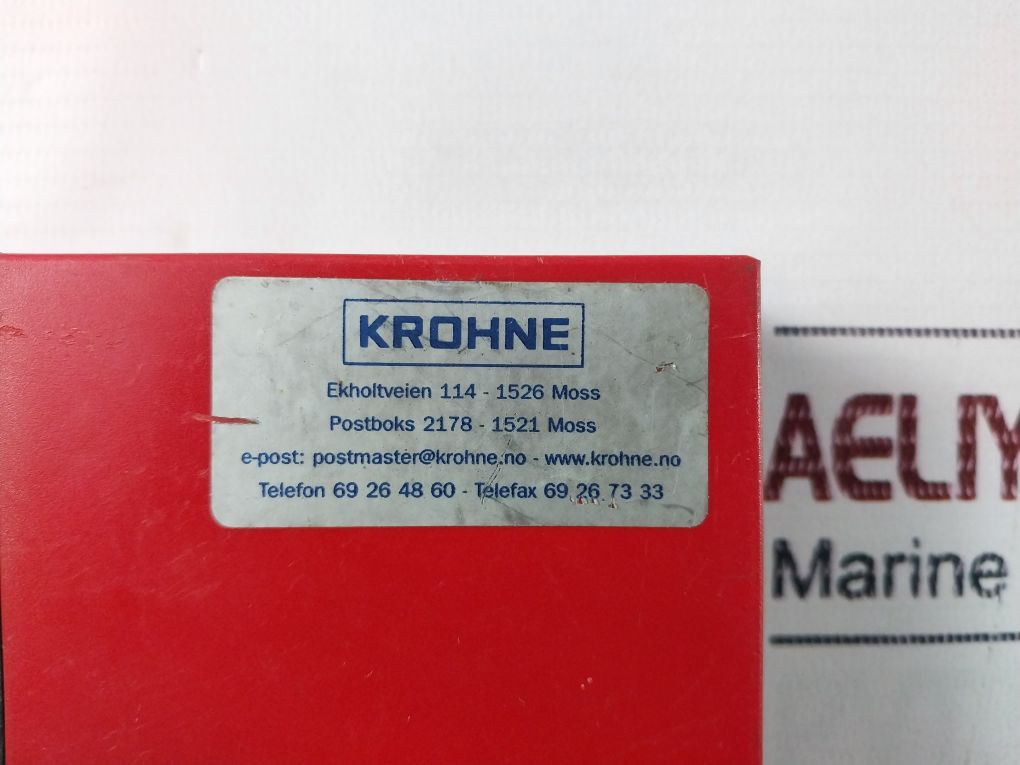 KROHNE
Ekholtveien 114 - 1526 Moss
Postboks 2178 - 1521 Moss
e-post: postmaster@krohne.no - www.krohne.no
Telefon 69 26 48 60 - Telefax 69 26 73 33
AELIY
Marine